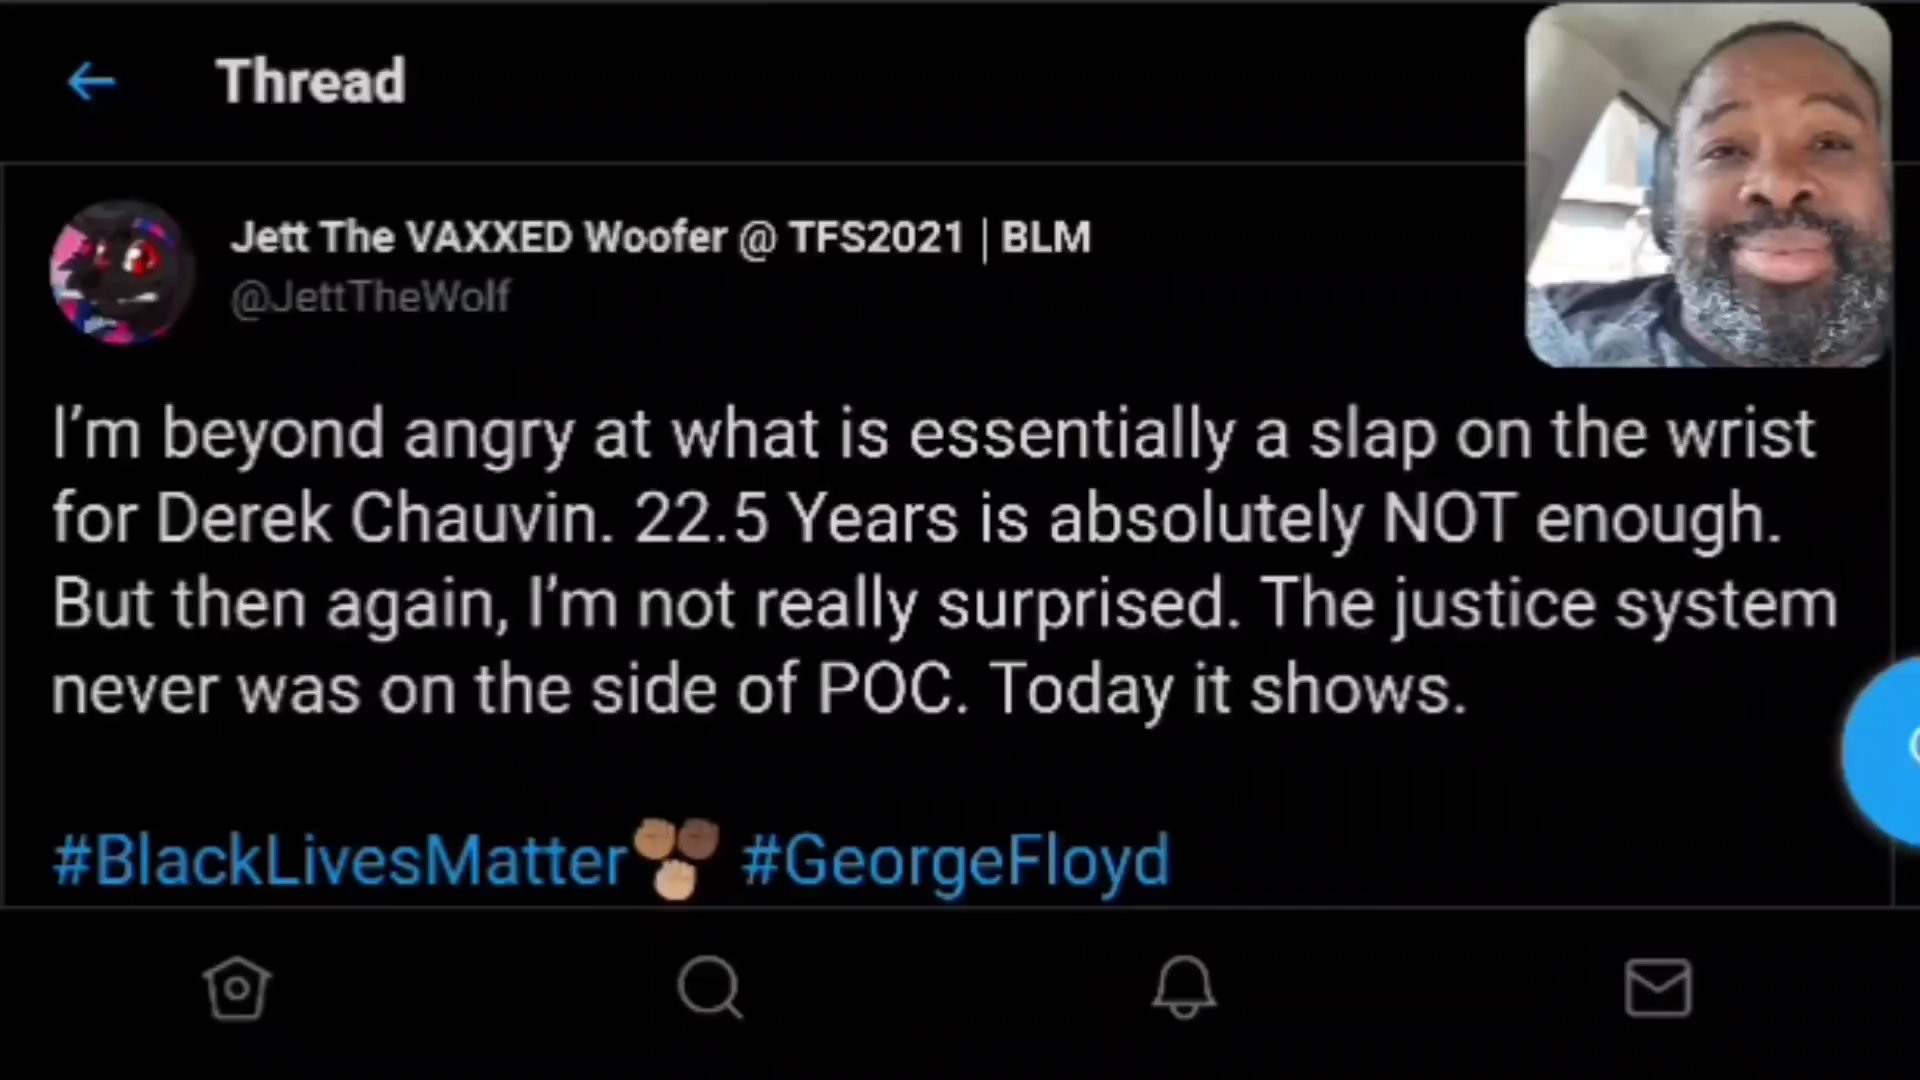 Thread
Jett The VAXXED Woofer @ TFS2021 | BLM
@JettTheWolf
I'm beyond angry at what is essentially a slap on the wrist
for Derek Chauvin. 22.5 Years is absolutely NOT enough.
But then again, I'm not really surprised. The justice system
never was on the side of POC. Today it shows.
#BlackLivesMatter #GeorgeFloyd